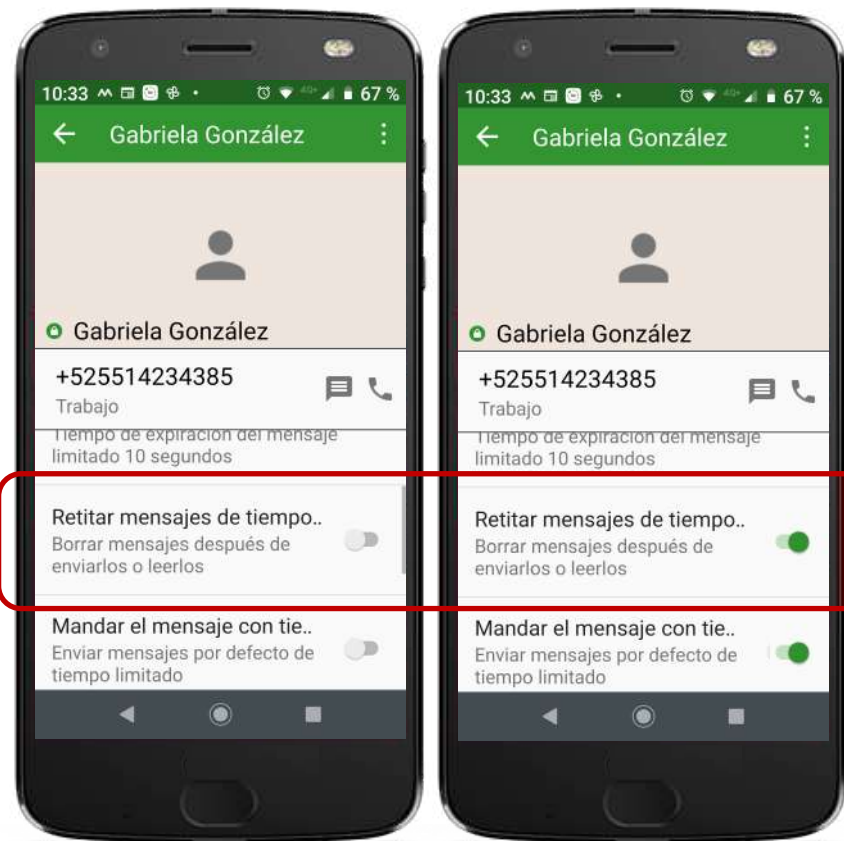 10:33 67 %
Gabriela González
Gabriela González
+525514234385
Trabajo
Tiempo de expiración del mensaje
limitado 10 segundos
Retitar mensajes de tiempo..
Borrar mensajes después de
enviarlos o leerlos
Mandar el mensaje con tie..
Enviar mensajes por defecto de
tiempo limitado
10:33 67 %
Gabriela González
Gabriela González
+525514234385
Trabajo
Tiempo de expiración del mensaje
limitado 10 segundos
Retitar mensajes de tiempo..
Borrar mensajes después de
enviarlos o leerlos
Mandar el mensaje con tie..
Enviar mensajes por defecto de
tiempo limitado